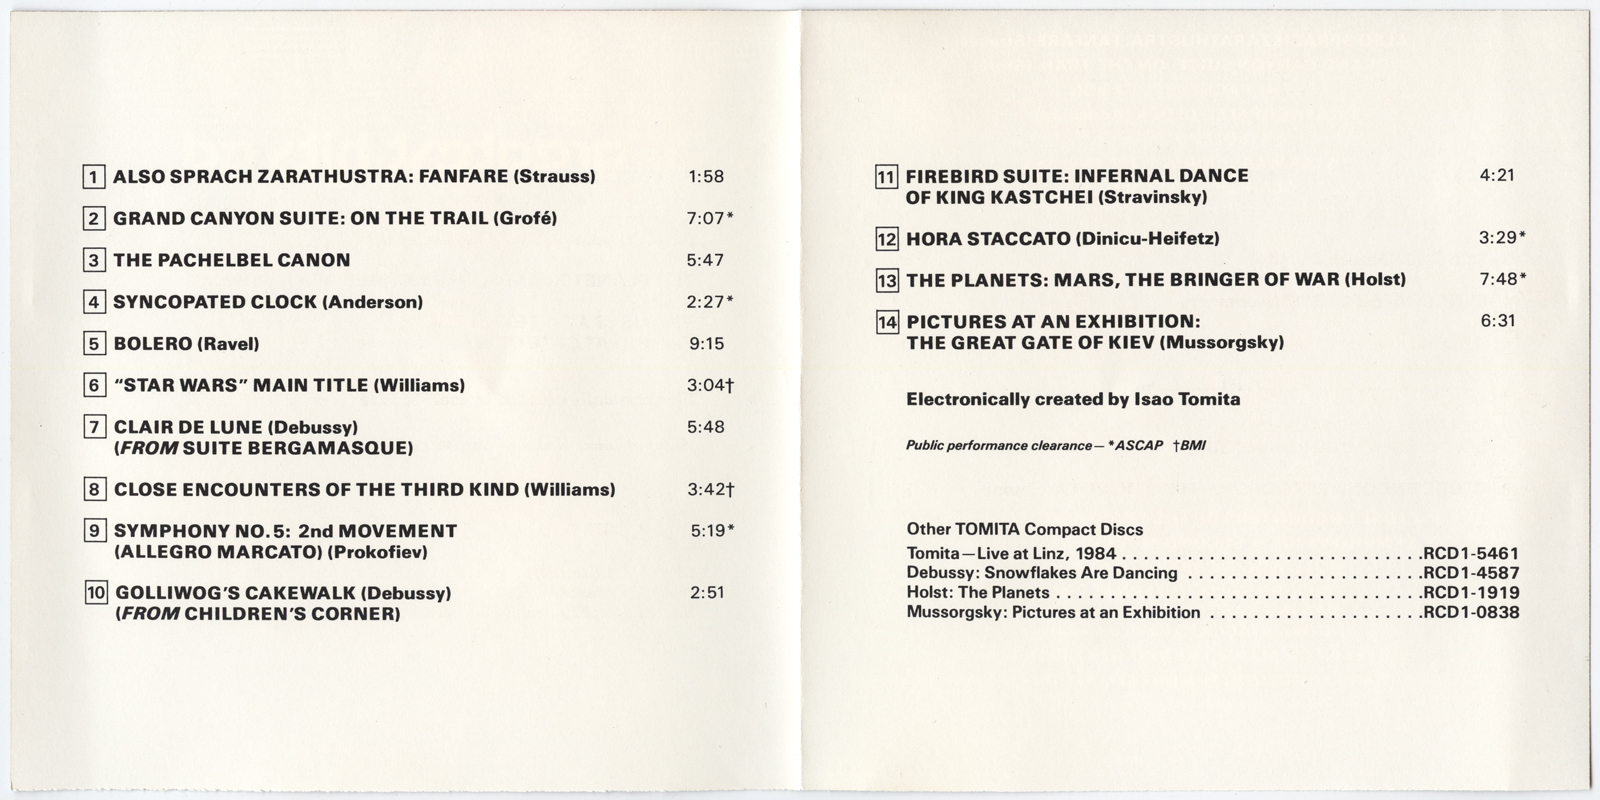 1 ALSO SPRACH ZARATHUSTRA: FANFARE (Strauss) 1:58
2 GRAND CANYON SUITE: ON THE TRAIL (Grofé) 7:07*
3 THE PACHELBEL CANON 5:47
4 SYNCOPATED CLOCK (Anderson) 2:27*
5 BOLERO (Ravel) 9:15
6 “STAR WARS” MAIN TITLE (Williams) 3:04†
7 CLAIR DE LUNE (Debussy) 5:48
(FROM SUITE BERGAMASQUE)
8 CLOSE ENCOUNTERS OF THE THIRD KIND (Williams) 3:42†
9 SYMPHONY NO. 5: 2nd MOVEMENT 5:19*
(ALLEGRO MARCATO) (Prokofiev)
10 GOLLIWOG’S CAKEWALK (Debussy) 2:51
(FROM CHILDREN’S CORNER)
11 FIREBIRD SUITE: INFERNAL DANCE 4:21
OF KING KASTCHEI (Stravinsky)
12 HORA STACCATO (Dinicu-Heifetz) 3:29*
13 THE PLANETS: MARS, THE BRINGER OF WAR (Holst) 7:48*
14 PICTURES AT AN EXHIBITION: 6:31
THE GREAT GATE OF KIEV (Mussorgsky)
Electronically created by Isao Tomita
Public performance clearance— *ASCAP †BMI
Other TOMITA Compact Discs
Tomita—Live at Linz, 1984 . . . . . . . . . . . . . . . . . . . . . . . . . . . .RCD1-5461
Debussy: Snowflakes Are Dancing . . . . . . . . . . . . . . . . . . . . . .RCD1-4587
Holst: The Planets . . . . . . . . . . . . . . . . . . . . . . . . . . . . . . . . . .RCD1-1919
Mussorgsky: Pictures at an Exhibition . . . . . . . . . . . . . . . . . . . .RCD1-0838